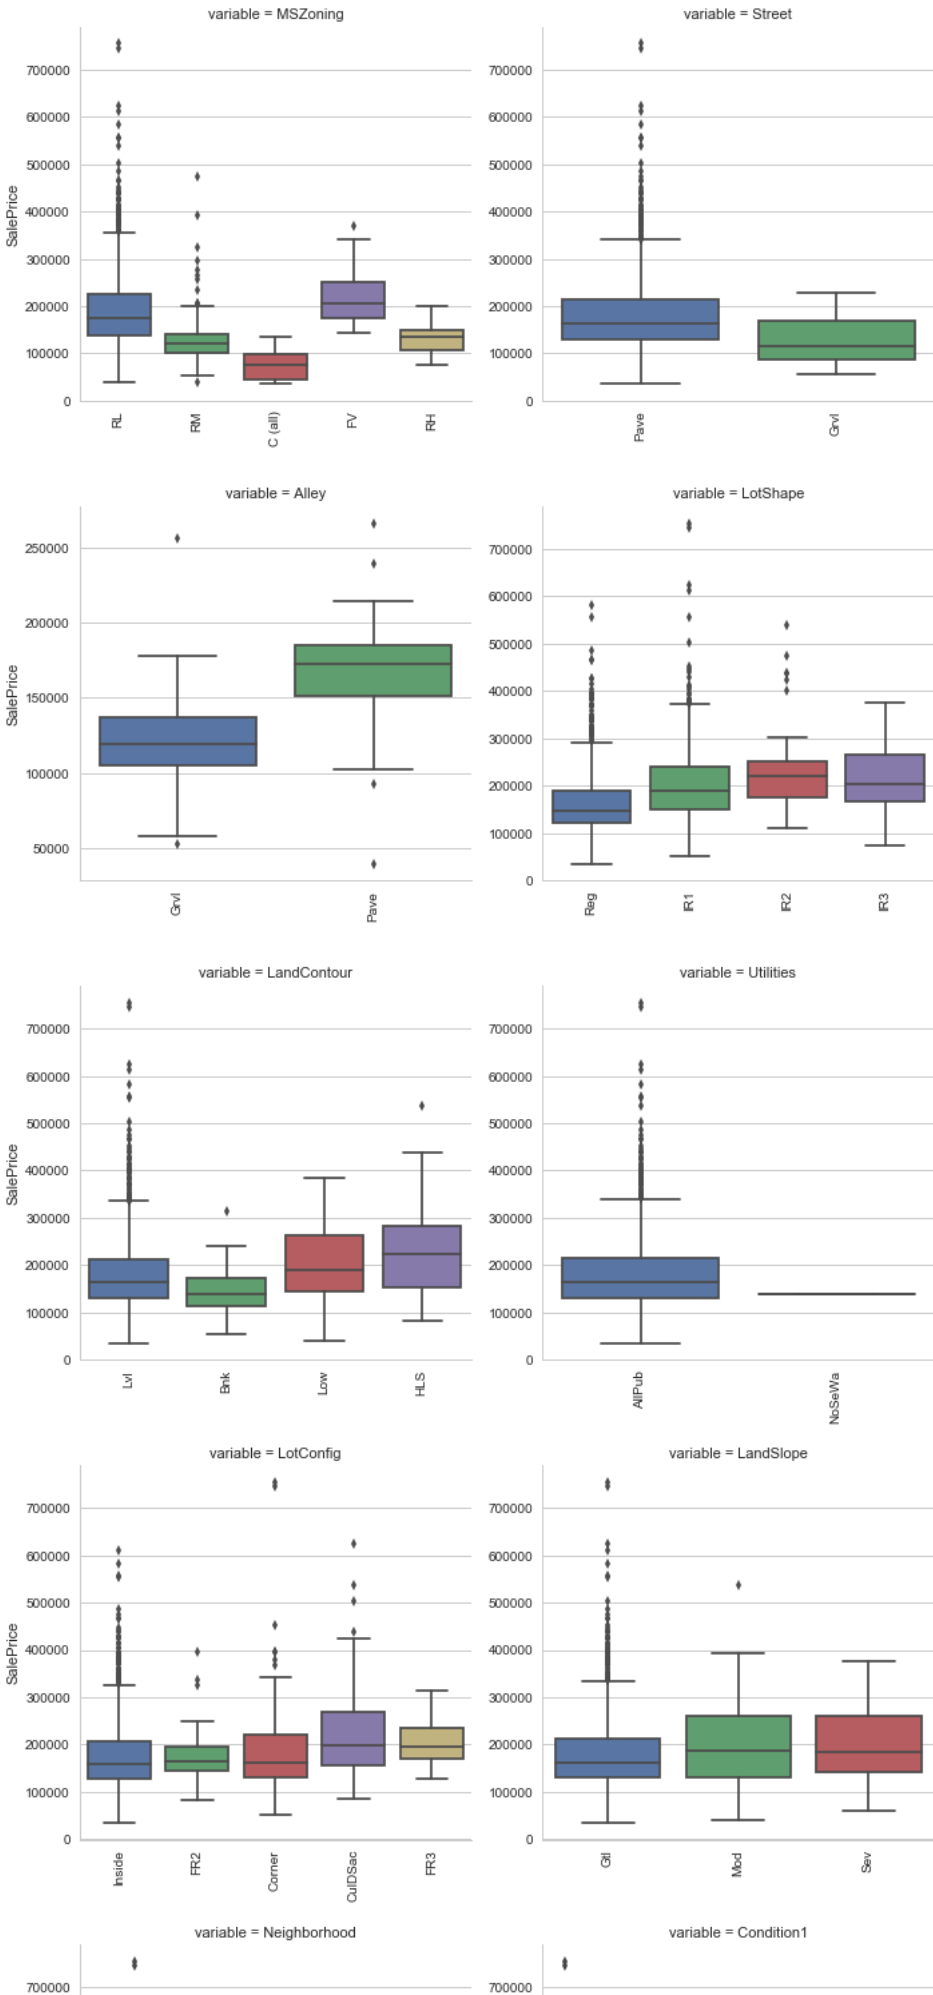 variable = MSZoning
700000
600000
500000
400000
300000
200000
100000
0
SalePrice
RL
RM
C (all)
FV
RH
variable = Street
700000
600000
500000
400000
300000
200000
100000
0
Pave
Grvl
variable = Alley
250000
200000
150000
100000
50000
SalePrice
Grvl
Pave
variable = LotShape
700000
600000
500000
400000
300000
200000
100000
0
Reg
IR1
IR2
IR3
variable = LandContour
700000
600000
500000
400000
300000
200000
100000
0
SalePrice
Lvl
Bnk
Low
HLS
variable = Utilities
700000
600000
500000
400000
300000
200000
100000
0
AllPub
NoSeWa
variable = LotConfig
700000
600000
500000
400000
300000
200000
100000
0
SalePrice
Inside
FR2
Corner
CulDSac
FR3
variable = LandSlope
700000
600000
500000
400000
300000
200000
100000
0
Gtl
Mod
Sev
variable = Neighborhood
700000
variable = Condition1
700000